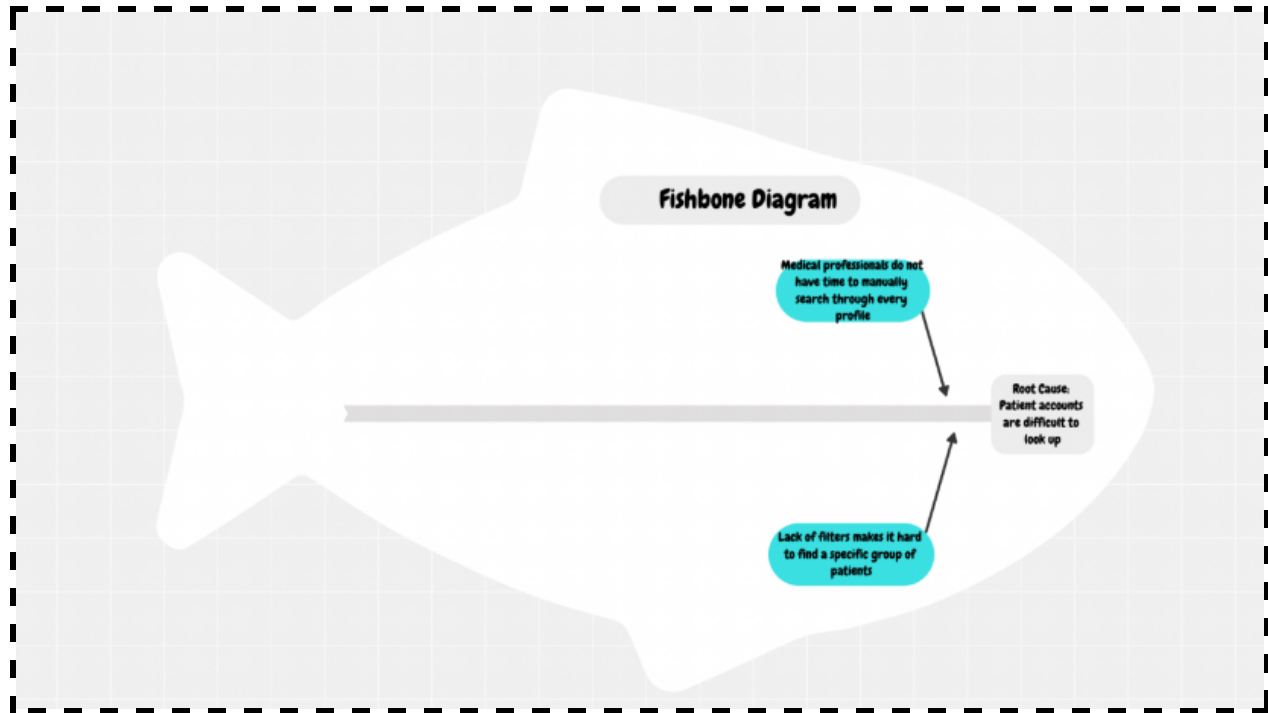 Fishbone Diagram
Medical professionals do not
have time to manually
search through every
profile
Root Cause:
Patient accounts
are difficult to
look up
Lack of filters makes it hard
to find a specific group of
patients